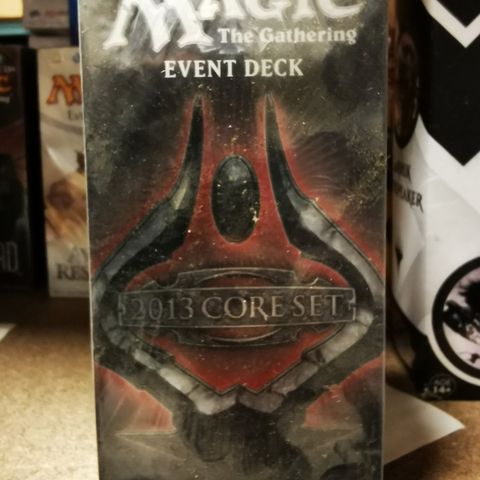 MAGIC
The Gathering
EVENT DECK
2013 CORE SET